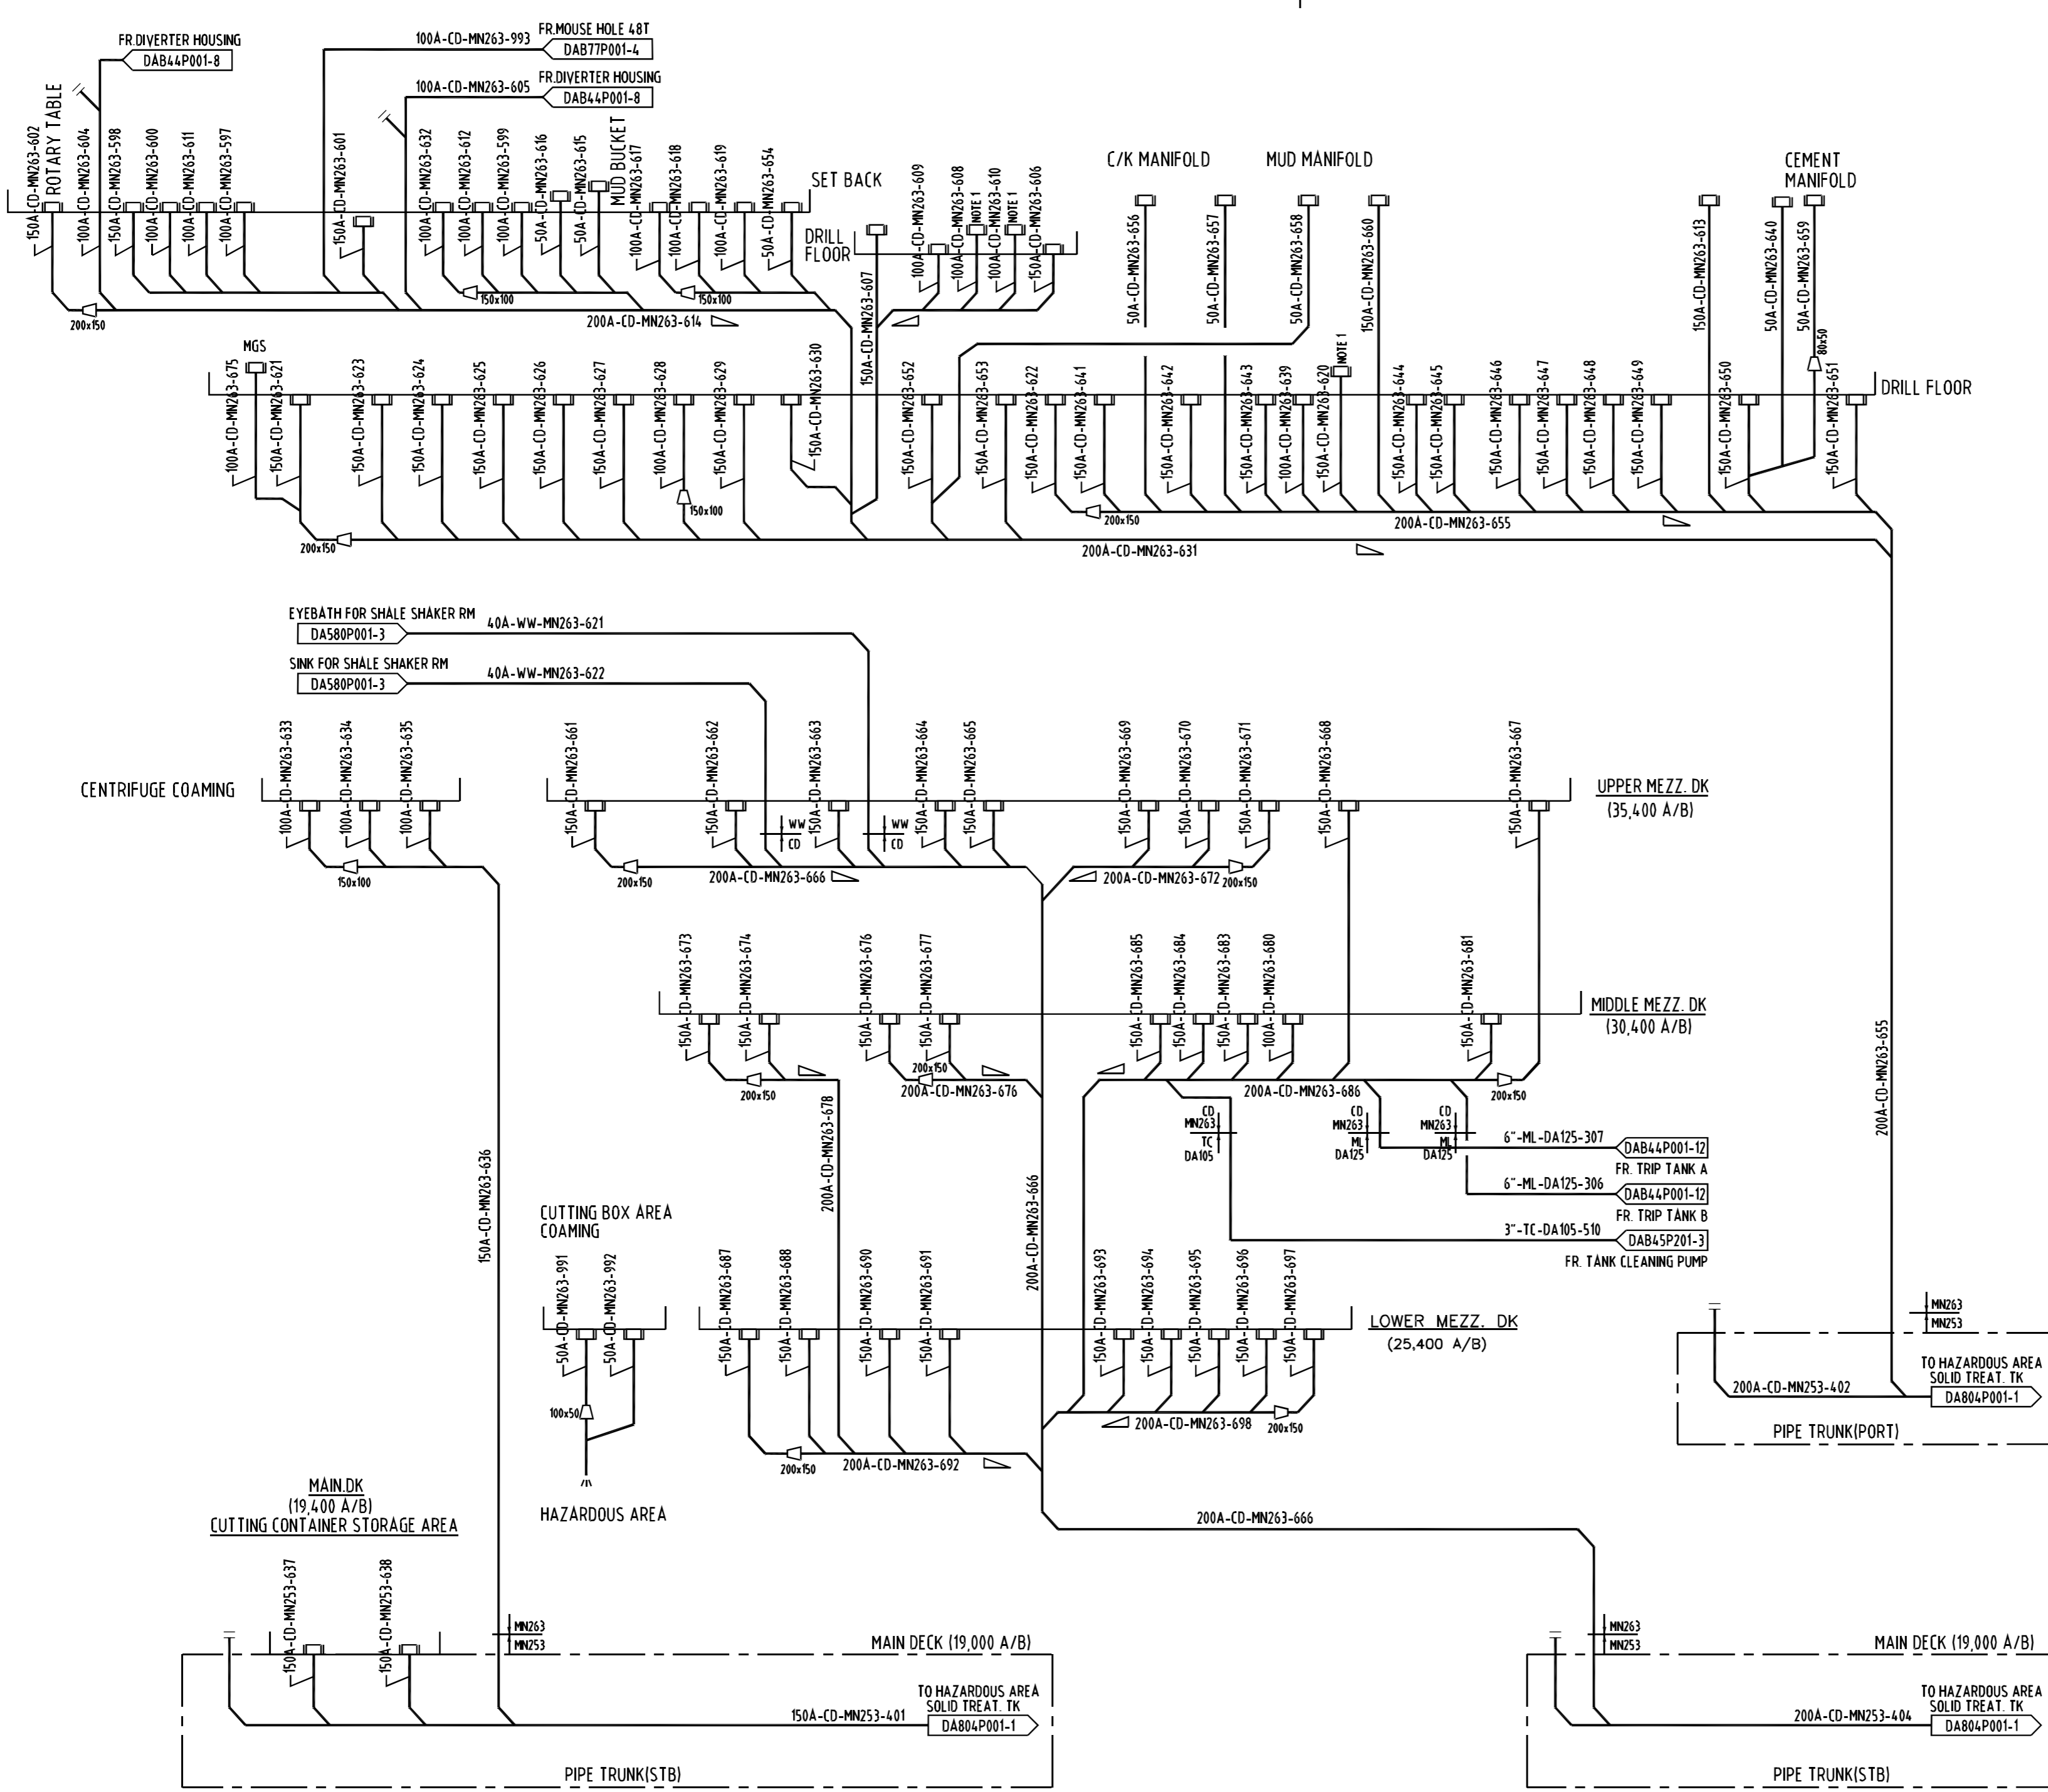 FR.DIVERTER HOUSING
DAB44P001-8
100A-CD-MN263-993
FR.MOUSE HOLE 48T
DAB77P001-4
100A-CD-MN263-605
FR.DIVERTER HOUSING
DAB44P001-8
150A-CD-MN263-602
ROTARY TABLE
100A-CD-MN263-604
150A-CD-MN263-598
100A-CD-MN263-600
100A-CD-MN263-611
100A-CD-MN263-597
150A-CD-MN263-601
100A-CD-MN263-632
100A-CD-MN263-612
100A-CD-MN263-599
50A-CD-MN263-616
50A-CD-MN263-615
MUD BUCKET
100A-CD-MN263-617
100A-CD-MN263-618
100A-CD-MN263-619
50A-CD-MN263-654
SET BACK
DRILL
FLOOR
150A-CD-MN263-607
100A-CD-MN263-609
100A-CD-MN263-608
NOTE 1
100A-CD-MN263-610
NOTE 1
150A-CD-MN263-606
C/K MANIFOLD
MUD MANIFOLD
CEMENT
MANIFOLD
50A-CD-MN263-656
50A-CD-MN263-657
50A-CD-MN263-658
150A-CD-MN263-660
150A-CD-MN263-613
50A-CD-MN263-640
50A-CD-MN263-659
80x50
200x150
150x100
150x100
200A-CD-MN263-614
MGS
100A-CD-MN263-675
150A-CD-MN263-621
150A-CD-MN263-623
150A-CD-MN263-624
150A-CD-MN263-625
150A-CD-MN263-626
150A-CD-MN263-627
100A-CD-MN263-628
150A-CD-MN263-629
150A-CD-MN263-630
150A-CD-MN263-652
150A-CD-MN263-653
150A-CD-MN263-622
150A-CD-MN263-641
150A-CD-MN263-642
150A-CD-MN263-643
100A-CD-MN263-639
150A-CD-MN263-620
NOTE 1
150A-CD-MN263-644
150A-CD-MN263-645
150A-CD-MN263-646
150A-CD-MN263-647
150A-CD-MN263-648
150A-CD-MN263-649
150A-CD-MN263-650
150A-CD-MN263-651
DRILL FLOOR
150x100
200x150
200A-CD-MN263-655
200x150
200A-CD-MN263-631
EYEBATH FOR SHALE SHAKER RM
DA580P001-3
40A-WW-MN263-621
SINK FOR SHALE SHAKER RM
DA580P001-3
40A-WW-MN263-622
CENTRIFUGE COAMING
100A-CD-MN263-633
100A-CD-MN263-634
100A-CD-MN263-635
150A-CD-MN263-661
150A-CD-MN263-662
150A-CD-MN263-663
150A-CD-MN263-664
150A-CD-MN263-665
150A-CD-MN263-669
150A-CD-MN263-670
150A-CD-MN263-671
150A-CD-MN263-668
150A-CD-MN263-667
UPPER MEZZ. DK
(35,400 A/B)
WW
CD
WW
CD
150x100
200x150
200A-CD-MN263-666
200A-CD-MN263-672
200x150
150A-CD-MN263-673
150A-CD-MN263-674
150A-CD-MN263-676
150A-CD-MN263-677
150A-CD-MN263-685
150A-CD-MN263-684
150A-CD-MN263-683
100A-CD-MN263-680
150A-CD-MN263-681
MIDDLE MEZZ. DK
(30,400 A/B)
200x150
200x150
200A-CD-MN263-676
200A-CD-MN263-686
200x150
200A-CD-MN263-678
200A-CD-MN263-655
CD
MN263
TC
DA105
CD
MN263
ML
DA125
CD
MN263
ML
DA125
6"-ML-DA125-307
DAB44P001-12
FR. TRIP TANK A
6"-ML-DA125-306
DAB44P001-12
FR. TRIP TANK B
3"-TC-DA105-510
DAB45P201-3
FR. TANK CLEANING PUMP
150A-CD-MN263-636
200A-CD-MN263-666
CUTTING BOX AREA
COAMING
50A-CD-MN263-991
50A-CD-MN263-992
150A-CD-MN263-687
150A-CD-MN263-688
150A-CD-MN263-690
150A-CD-MN263-691
150A-CD-MN263-693
150A-CD-MN263-694
150A-CD-MN263-695
150A-CD-MN263-696
150A-CD-MN263-697
LOWER MEZZ. DK
(25,400 A/B)
100x50
200A-CD-MN263-698
200x150
200x150
200A-CD-MN263-692
HAZARDOUS AREA
MN263
MN253
TO HAZARDOUS AREA
SOLID TREAT. TK
200A-CD-MN253-402
DA804P001-1
PIPE TRUNK(PORT)
MAIN.DK
(19,400 A/B)
CUTTING CONTAINER STORAGE AREA
200A-CD-MN263-666
150A-CD-MN253-637
150A-CD-MN253-638
MN263
MN253
MAIN DECK (19,000 A/B)
TO HAZARDOUS AREA
SOLID TREAT. TK
150A-CD-MN253-401
DA804P001-1
PIPE TRUNK(STB)
MN263
MN253
MAIN DECK (19,000 A/B)
TO HAZARDOUS AREA
SOLID TREAT. TK
200A-CD-MN253-404
DA804P001-1
PIPE TRUNK(STB)